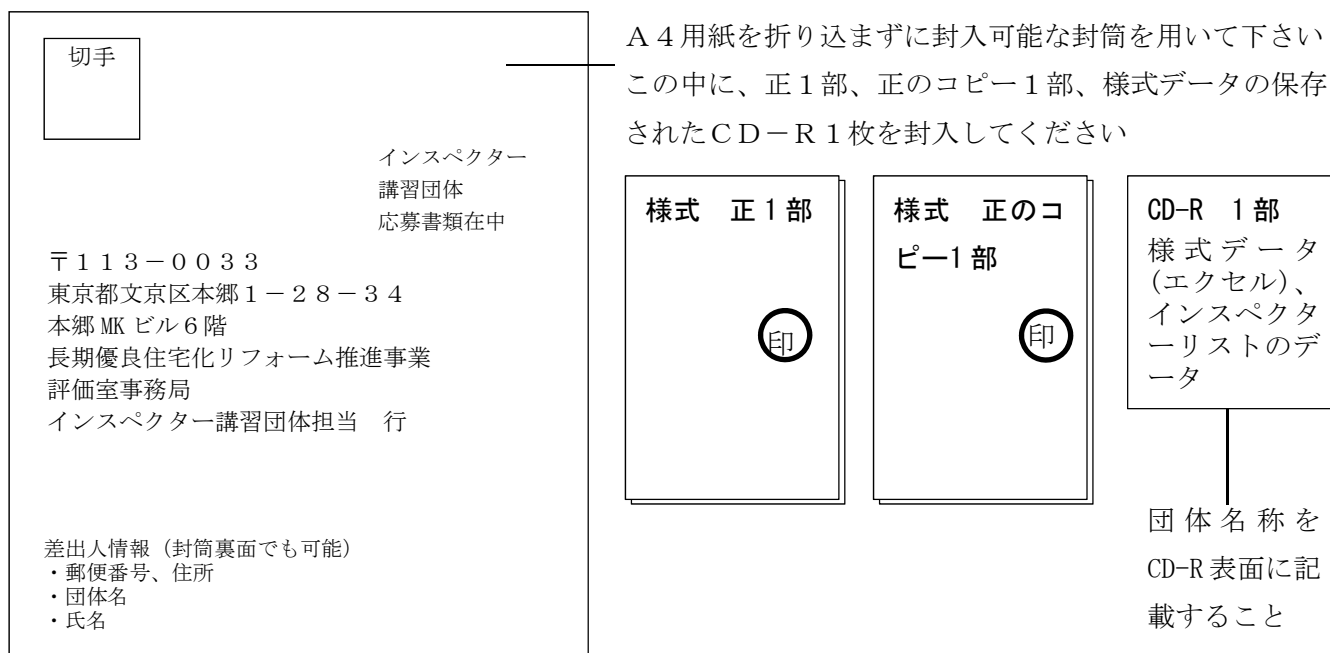 切手
インスペクター
講習団体
応募書類在中
〒113-0033
東京都文京区本郷1-28-34
本郷MKビル6階
長期優良住宅化リフォーム推進事業
評価室事務局
インスペクター講習団体担当　行
差出人情報（封筒裏面でも可能）
・郵便番号、住所
・団体名
・氏名
A4用紙を折り込まずに封入可能な封筒を用いて下さい
この中に、正1部、正のコピー1部、様式データの保存
されたCD-R1枚を封入してください
様式　正1部
印
様式　正のコ
ピー1部
印
CD-R　1部
様式データ
(エクセル)、
インスペクタ
ーリストのデ
ータ
団体名称を
CD-R表面に記
載すること